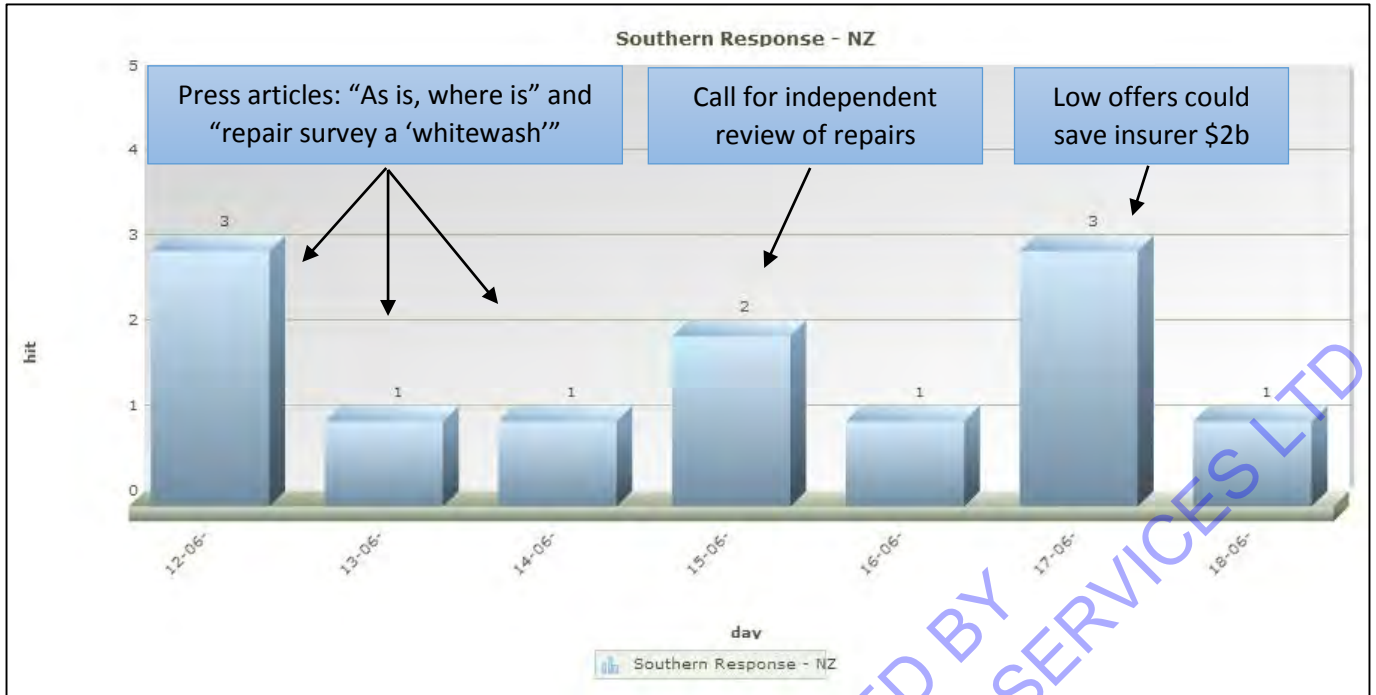 Southern Response - NZ
Press articles: “As is, where is” and
“repair survey a ‘whitewash’”
Call for independent
review of repairs
Low offers could
save insurer $2b
5
4
3
2
1
0
hit
3
1
1
2
1
3
1
12-06-
13-06-
14-06-
15-06-
16-06-
17-06-
18-06-
day
Southern Response - NZ
BY
SERVICES LTD